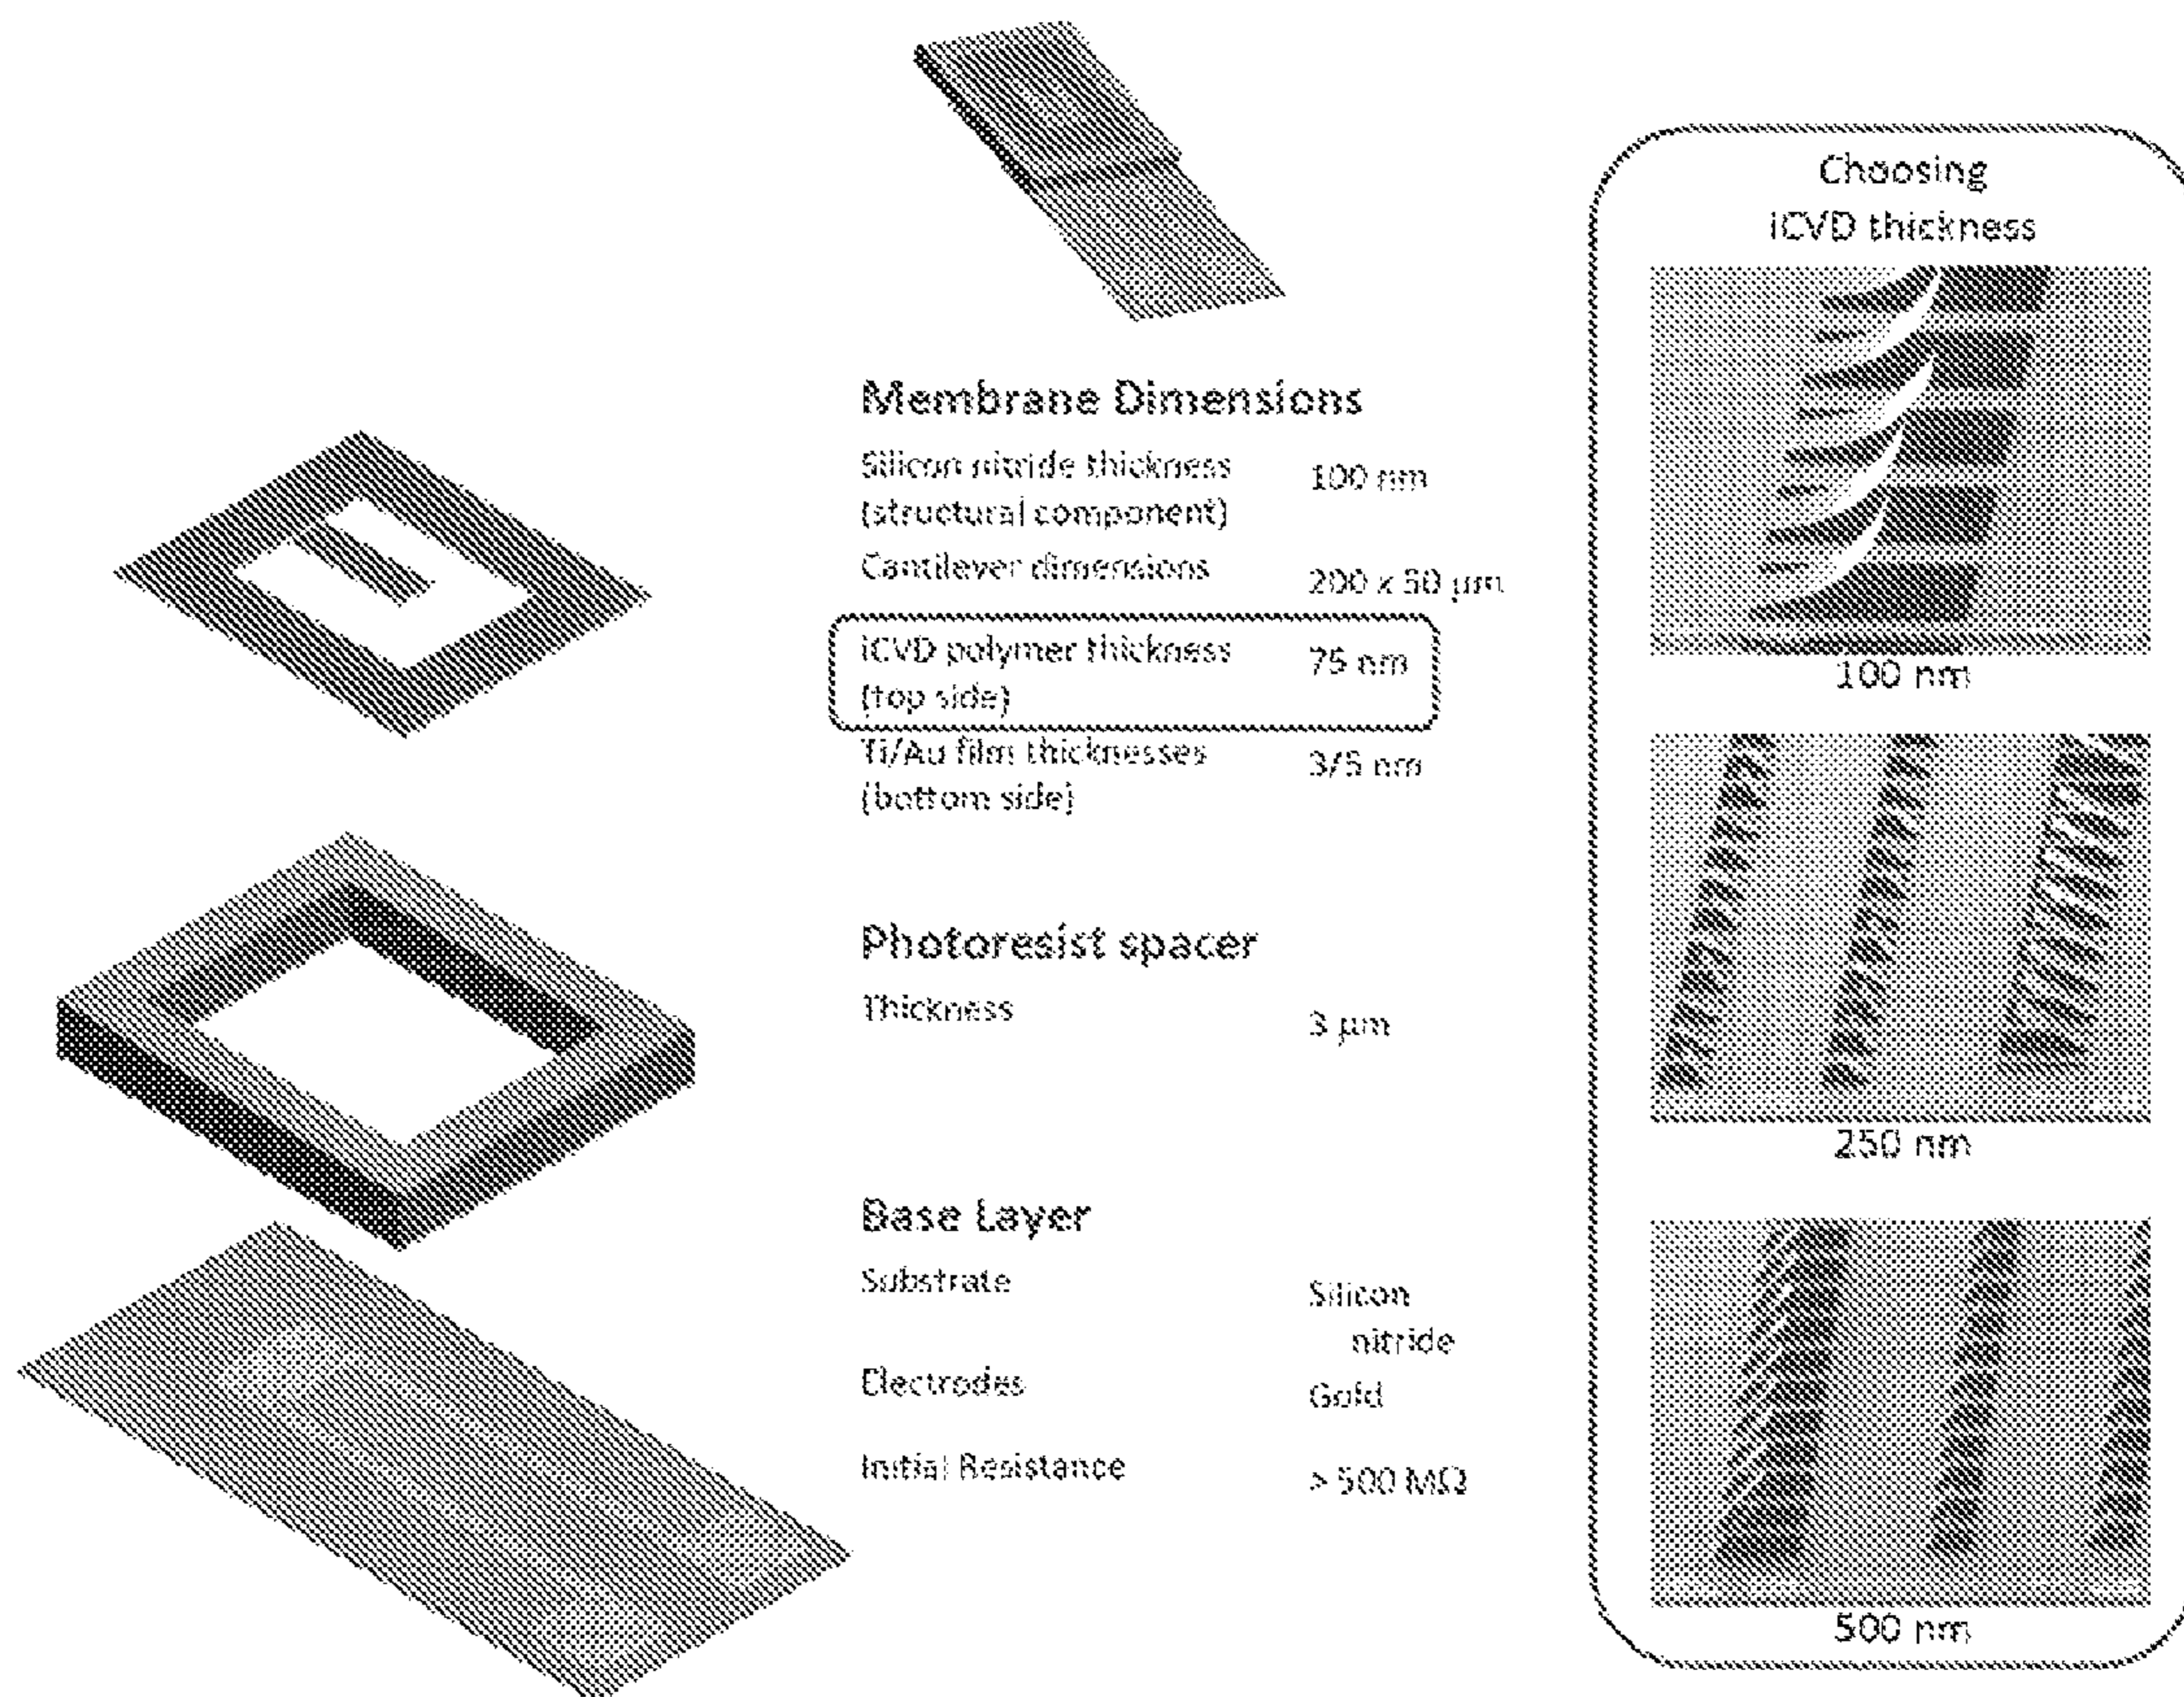 Membrane Dimensions
Silicon nitride thickness 100 nm
(structural component)
Cantilever dimensions 200 x 50 µm
iCVD polymer thickness 75 nm
(top side)
Ti/Au film thicknesses 3/5 nm
(bottom side)
Photoresist spacer
Thickness 3 µm
Base Layer
Substrate Silicon
nitride
Electrodes Gold
Initial Resistance > 500 MΩ
Choosing
iCVD thickness
100 nm
250 nm
500 nm